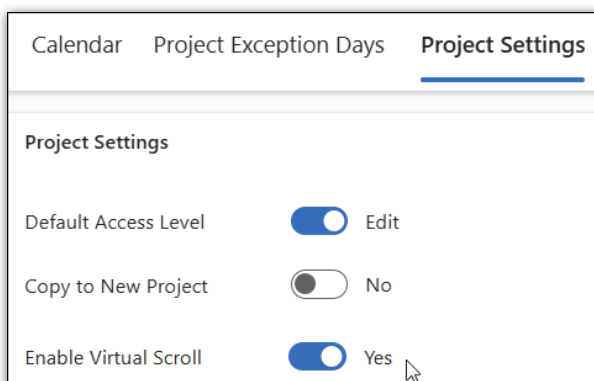 Calendar Project Exception Days Project Settings
Project Settings
Default Access Level Edit
Copy to New Project No
Enable Virtual Scroll Yes